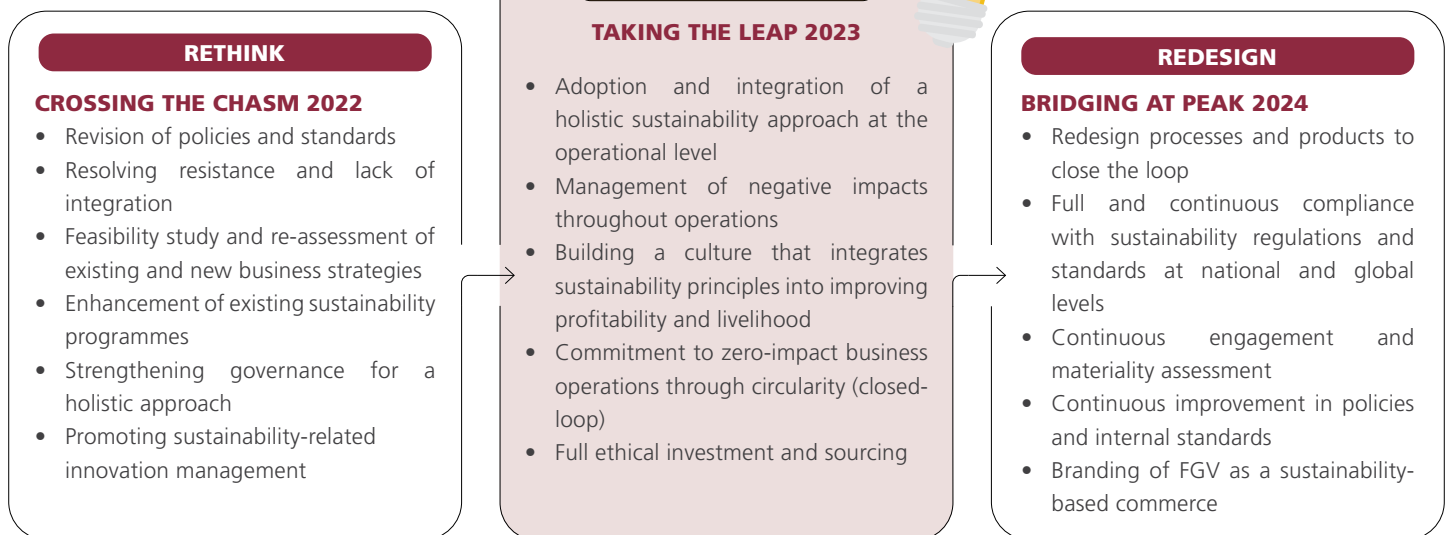 RETHINK
CROSSING THE CHASM 2022
• Revision of policies and standards
• Resolving resistance and lack of
integration
• Feasibility study and re-assessment of
existing and new business strategies
• Enhancement of existing sustainability
programmes
• Strengthening governance for a
holistic approach
• Promoting sustainability-related
innovation management
TAKING THE LEAP 2023
• Adoption and integration of a
holistic sustainability approach at the
operational level
• Management of negative impacts
throughout operations
• Building a culture that integrates
sustainability principles into improving
profitability and livelihood
• Commitment to zero-impact business
operations through circularity (closed-
loop)
• Full ethical investment and sourcing
REDESIGN
BRIDGING AT PEAK 2024
• Redesign processes and products to
close the loop
• Full and continuous compliance
with sustainability regulations and
standards at national and global
levels
• Continuous engagement and
materiality assessment
• Continuous improvement in policies
and internal standards
• Branding of FGV as a sustainability-
based commerce